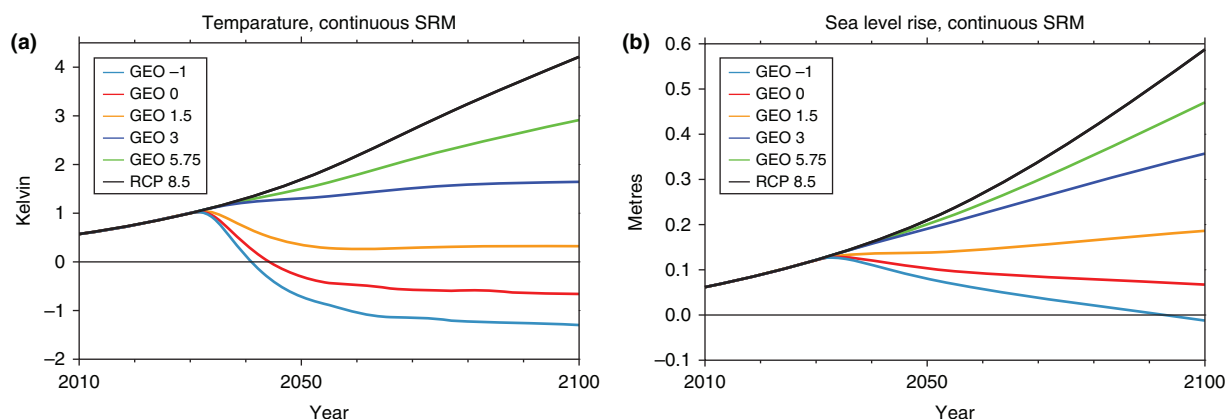 Temparature, continuous SRM
(a)
4
3
2
1
0
–1
–2
Kelvin
GEO –1
GEO 0
GEO 1.5
GEO 3
GEO 5.75
RCP 8.5
2010
2050
2100
Year
Sea level rise, continuous SRM
(b)
0.6
0.5
0.4
0.3
0.2
0.1
0.0
–0.1
Metres
GEO –1
GEO 0
GEO 1.5
GEO 3
GEO 5.75
RCP 8.5
2010
2050
2100
Year